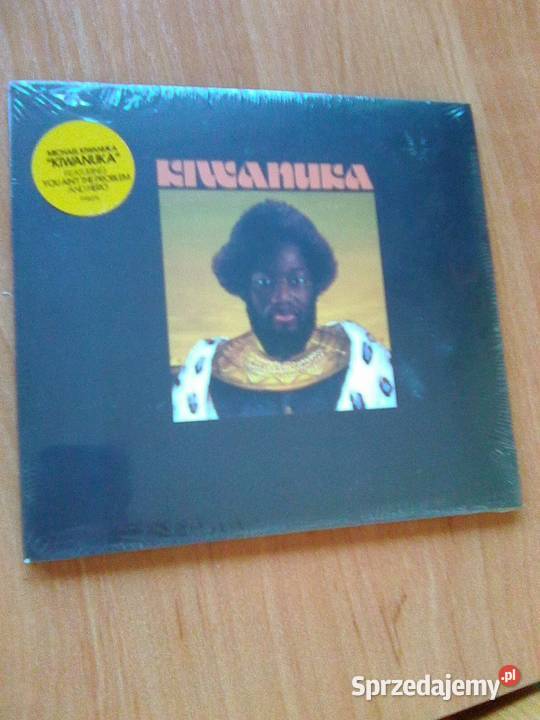 MICHAEL KIWANUKA
"KIWANUKA"
FEATURING
YOU AIN'T THE PROBLEM
AND HERO
KIWANUKA
Sprzedajemy.pl